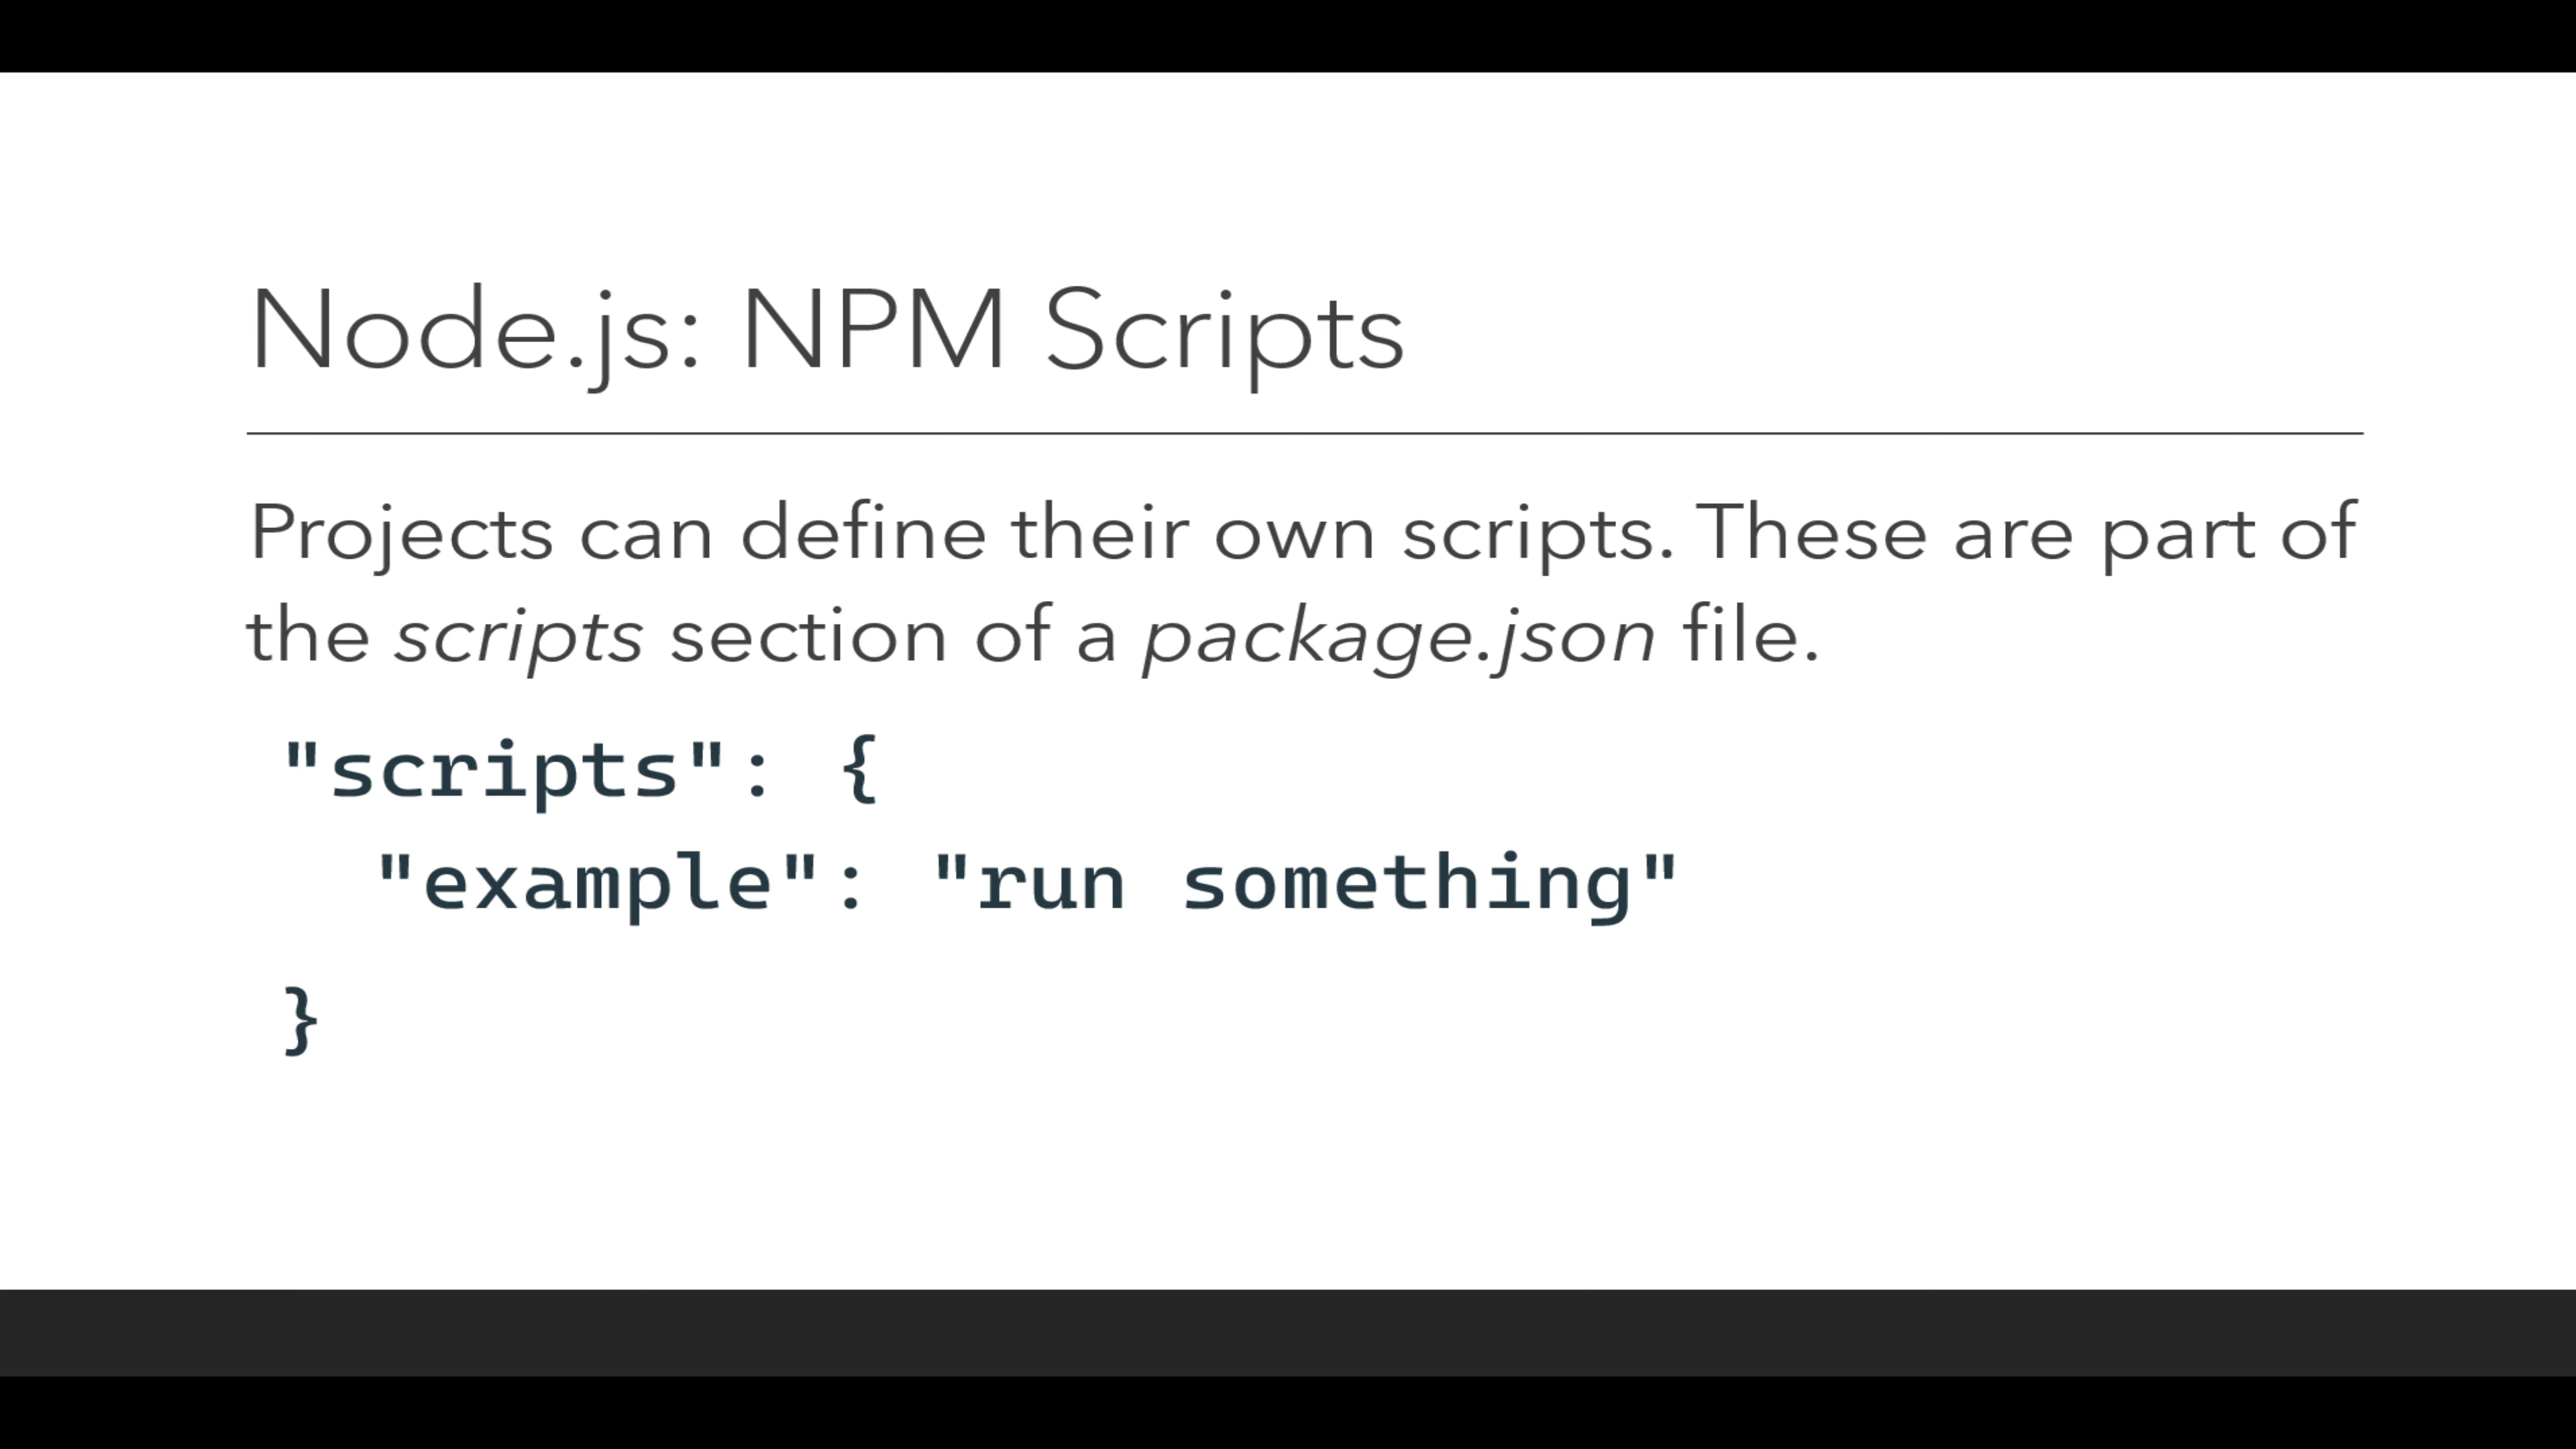 Node.js: NPM Scripts
Projects can define their own scripts. These are part of
the scripts section of a package.json file.
"scripts": {
"example": "run something"
}